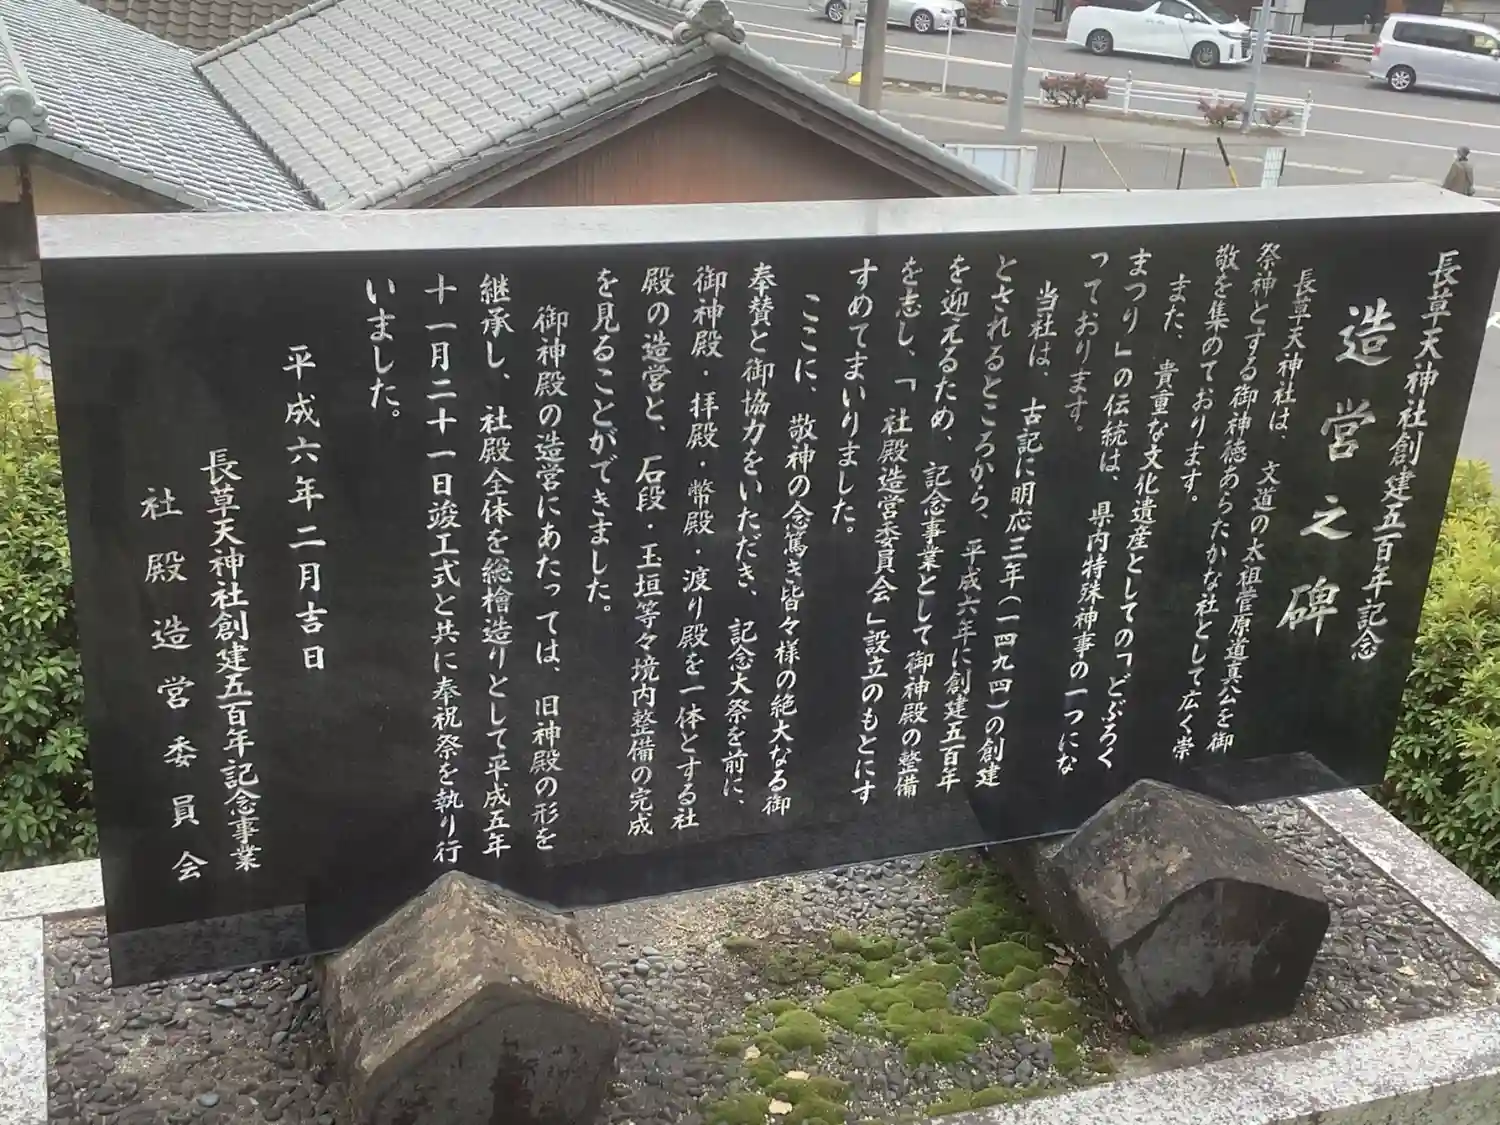 長草天神社創建五百年記念
造営之碑
長草天神社は、文道の太祖菅原道真公を御
祭神とする御神徳あらたかな社として広く崇
敬を集めております。
また、貴重な文化遺産としての「どぶろく
まつり」の伝統は、県内特殊神事の一つにな
っております。
当社は、古記に明応三年(一四九四)の創建
とされるところから、平成六年に創建五百年
を迎えるため、記念事業として御神殿の整備
を志し、「社殿造営委員会」設立のもとにす
すめてまいりました。
ここに、敬神の念篤き皆々様の絶大なる御
奉賛と御協力をいただき、記念大祭を前に、
御神殿・拝殿・幣殿・渡り殿を一体とする社
殿の造営と、石段・玉垣等々境内整備の完成
を見ることができました。
御神殿の造営にあたっては、旧神殿の形を
継承し、社殿全体を総檜造りとして平成五年
十一月二十一日竣工式と共に奉祝祭を執り行
いました。
平成六年二月吉日
長草天神社創建五百年記念事業
社殿造営委員会